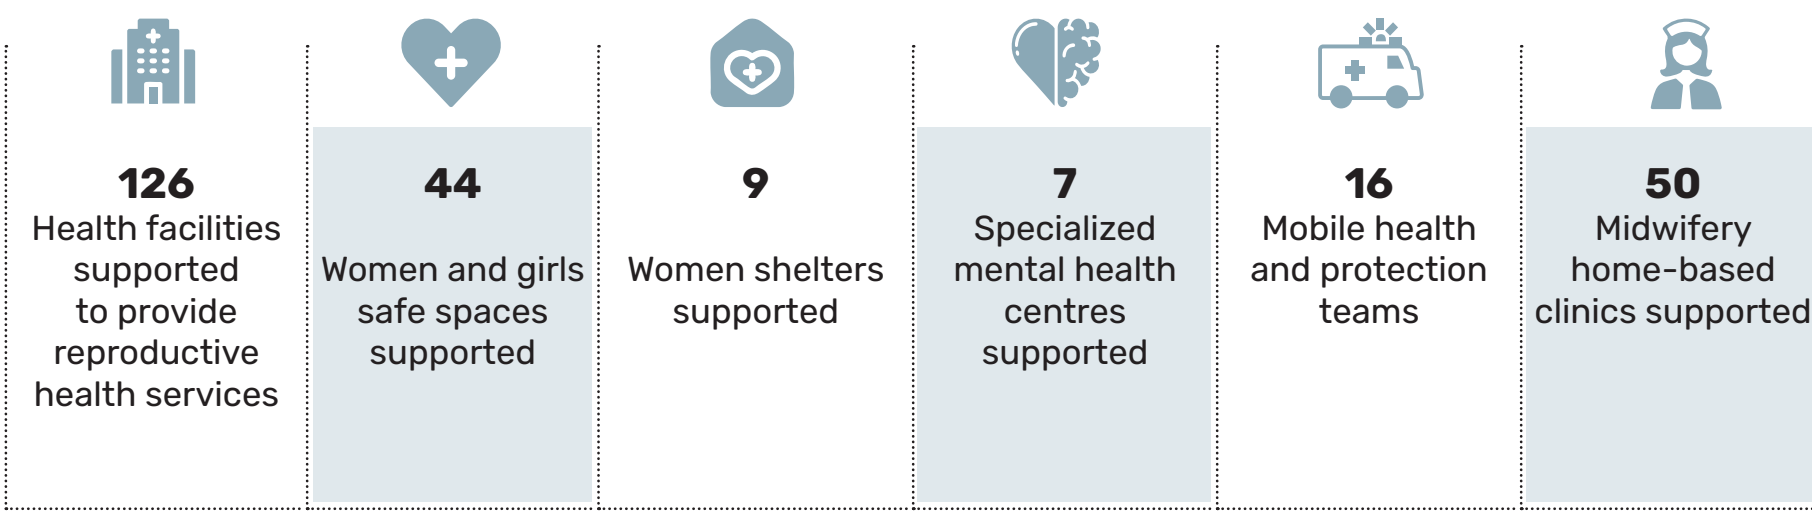 126
Health facilities
supported
to provide
reproductive
health services
44
Women and girls
safe spaces
supported
9
Women shelters
supported
7
Specialized
mental health
centres
supported
16
Mobile health
and protection
teams
50
Midwifery
home-based
clinics supported